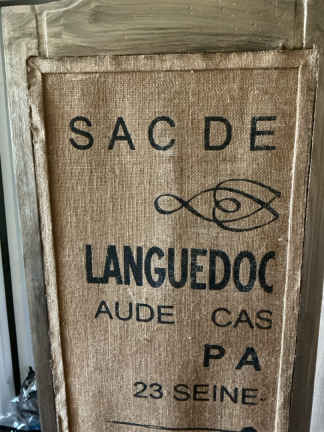 SAC DE
LANGUEDOC
AUDE CAS
PA
23 SEINE-